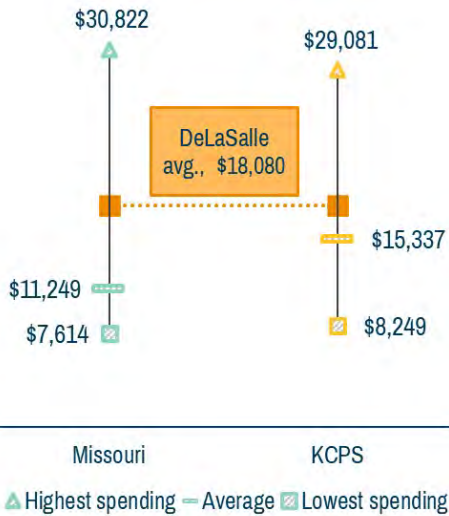 $30,822
$29,081
DeLaSalle
avg., $18,080
$15,337
$11,249
$7,614
$8,249
Missouri
KCPS
Highest spending
Average
Lowest spending